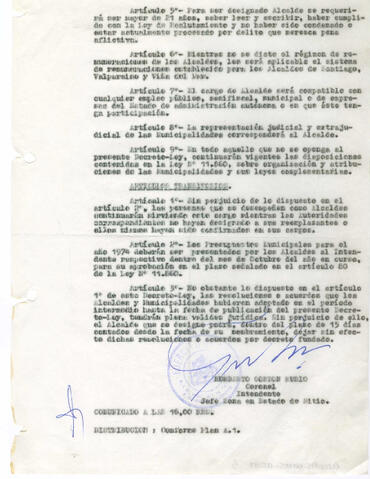 Artículo 5º- Para ser designado Alcalde se requeri-
rá ser mayor de 21 años, saber leer y escribir, haber cumpli-
do con la Ley de Reclutamiento y no haber sido condenado o
estar actualmente procesado por delito que merezca pena
aflictiva.
Artículo 6º- Mientras no se dicte el régimen de re-
muneraciones de los Alcaldes, les será aplicable el sistema
de remuneraciones establecido para los Alcaldes de Santiago,
Valparaíso y Viña del Mar.
Artículo 7º- El cargo de Alcalde será compatible con
cualquier empleo público, semifiscal, municipal o de empre-
sas del Estado de administración autónoma o en que éste ten-
ga participación.
Artículo 8º- La representación judicial y extraju-
dicial de las Municipalidades corresponderá al Alcalde.
Artículo 9º- En todo aquello que no se oponga al
presente Decreto-Ley, continuarán vigentes las disposiciones
contenidas en la Ley Nº 11.860, sobre organización y atribu-
ciones de las Municipalidades y sus leyes complementarias.
ARTICULOS TRANSITORIOS.
Artículo 1º- Sin perjuicio de lo dispuesto en el
artículo 2º, las personas que se desempeñen como Alcaldes
continuarán sirviendo este cargo mientras las Autoridades
correspondientes no hayan designado a sus reemplazantes o
ellos mismos hayan sido confirmados en sus cargos.
Artículo 2º- Los Presupuestos Municipales para el
año 1974 deberán ser presentados por los Alcaldes al Inten-
dente respectivo dentro del mes de Octubre del año en cur-
so, para su aprobación en el plazo señalado en el artículo 80
de la Ley Nº 11.860.
Artículo 3º- No obstante lo dispuesto en el artículo
1º de este Decreto-Ley, las resoluciones o acuerdos que los
Alcaldes y Municipalidades hubieren adoptado en el período
intermedio hasta la fecha de publicación del presente Decre-
to-Ley, tendrán plena validez jurídica. Sin perjuicio de ello,
el Alcalde que se designe podrá, dentro del plazo de 15 días
contados desde la fecha de su nombramiento, dejar sin efe-
cto dichas resoluciones o acuerdos por decreto fundado.
Coronel
Intendente
Jefe Zona en Estado de Sitio.
COMUNICADO A LAS 16,00 HRS.
DISTRIBUCION : Conforme Plan A.1.